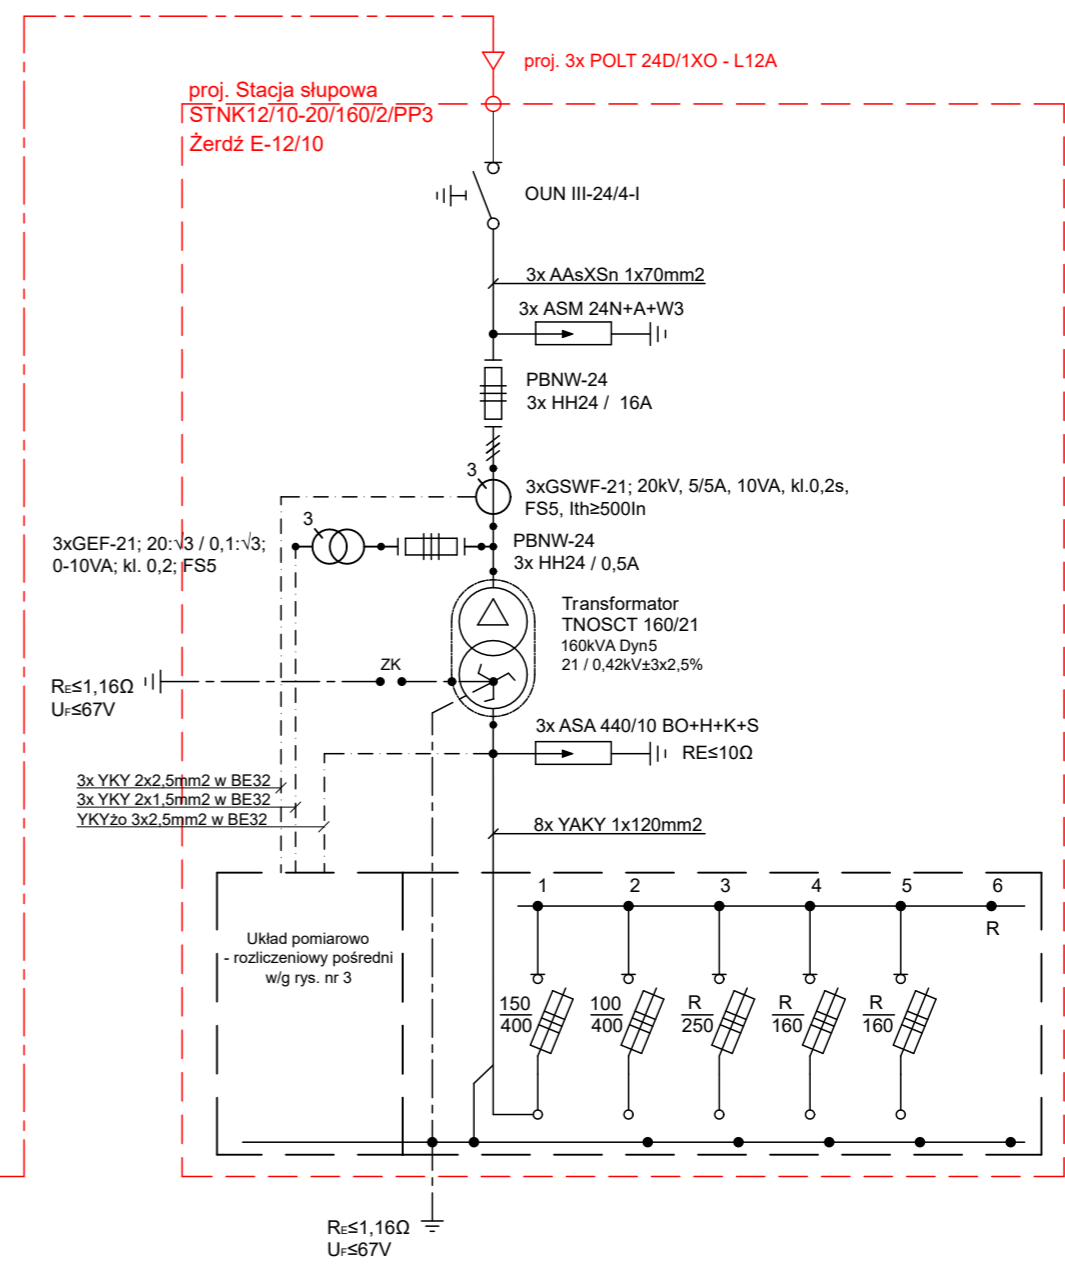 proj. 3x POLT 24D/1XO - L12A
proj. Stacja słupowa
STNK12/10-20/160/2/PP3
Żerdź E-12/10
OUN III-24/4-I
3x AAsXSn 1x70mm2
3x ASM 24N+A+W3
PBNW-24
3x HH24 / 16A
3
3xGSWF-21; 20kV, 5/5A, 10VA, kl.0,2s,
FS5, Ith≥500In
3
3xGEF-21; 20:√3 / 0,1:√3;
0-10VA; kl. 0,2; FS5
PBNW-24
3x HH24 / 0,5A
Transformator
TNOSCT 160/21
160kVA Dyn5
21 / 0,42kV±3x2,5%
ZK
RE≤1,16Ω
UF≤67V
3x ASA 440/10 BO+H+K+S
RE≤10Ω
3x YKY 2x2,5mm2 w BE32
3x YKY 2x1,5mm2 w BE32
YKYżo 3x2,5mm2 w BE32
8x YAKY 1x120mm2
1 2 3 4 5 6
R
Układ pomiarowo
- rozliczeniowy pośredni
w/g rys. nr 3
150 100 R R R
400 400 250 160 160
RE≤1,16Ω
UF≤67V